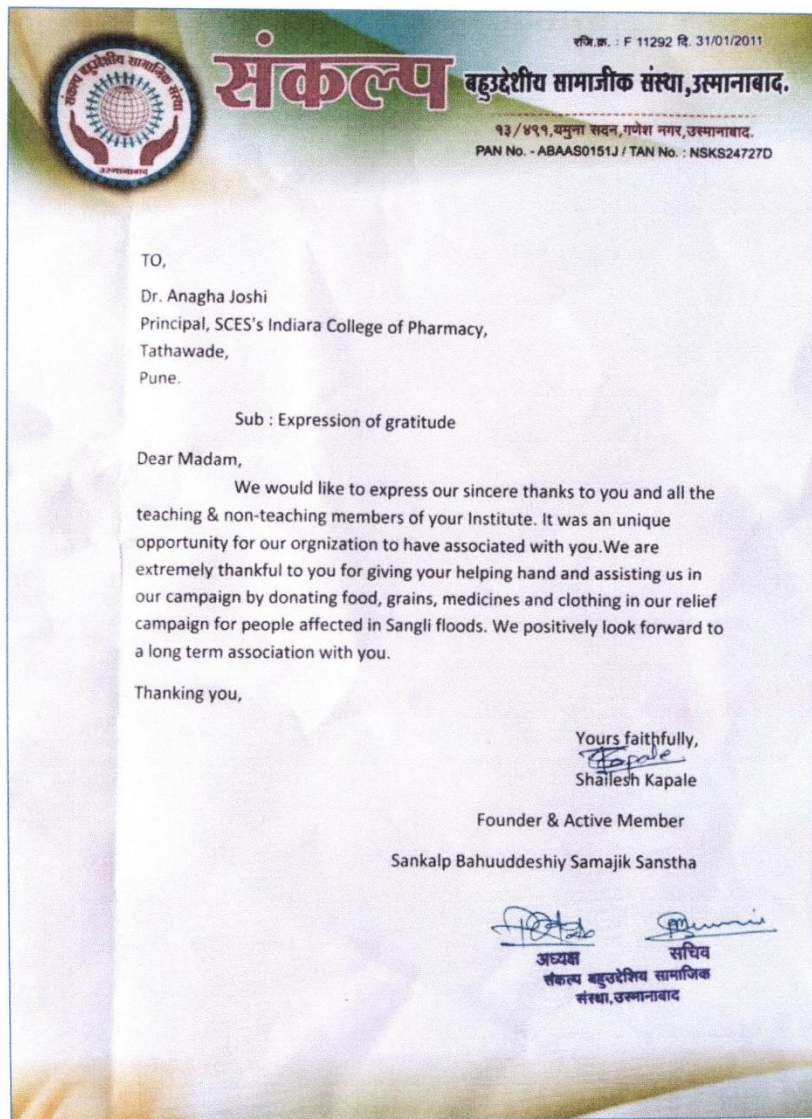 रजि.क्र. : F 11292 दि. 31/01/2011
संकल्प बहुउद्देशीय सामाजिक संस्था
उस्मानाबाद
संकल्प बहुउद्देशीय सामाजीक संस्था,उस्मानाबाद.
१३/४९९,यमुना सदन,गणेश नगर,उस्मानाबाद.
PAN No. - ABAAS0151J / TAN No. : NSKS24727D
TO,
Dr. Anagha Joshi
Principal, SCES's Indiara College of Pharmacy,
Tathawade,
Pune.
Sub : Expression of gratitude
Dear Madam,
We would like to express our sincere thanks to you and all the
teaching & non-teaching members of your Institute. It was an unique
opportunity for our orgnization to have associated with you.We are
extremely thankful to you for giving your helping hand and assisting us in
our campaign by donating food, grains, medicines and clothing in our relief
campaign for people affected in Sangli floods. We positively look forward to
a long term association with you.
Thanking you,
Yours faithfully,
Kapale
Shailesh Kapale
Founder & Active Member
Sankalp Bahuuddeshiy Samajik Sanstha
अध्यक्ष सचिव
संकल्प बहुउदेशिय सामाजिक
संस्था,उस्मानाबाद